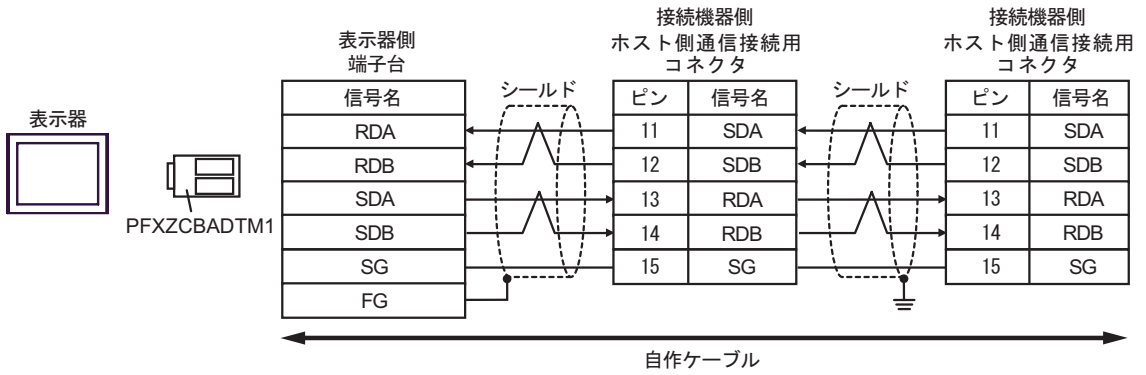 表示器
PFXZCBADTM1
表示器側
端子台
信号名
RDA
RDB
SDA
SDB
SG
FG
シールド
接続機器側
ホスト側通信接続用
コネクタ
ピン 信号名
11 SDA
12 SDB
13 RDA
14 RDB
15 SG
シールド
接続機器側
ホスト側通信接続用
コネクタ
ピン 信号名
11 SDA
12 SDB
13 RDA
14 RDB
15 SG
自作ケーブル